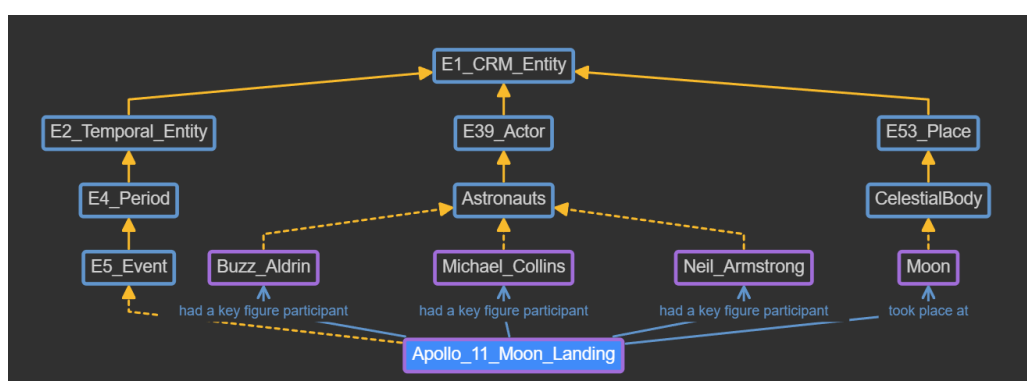 E1_CRM_Entity
E2_Temporal_Entity
E39_Actor
E53_Place
E4_Period
Astronauts
CelestialBody
E5_Event
Buzz_Aldrin
Michael_Collins
Neil_Armstrong
Moon
had a key figure participant
had a key figure participant
had a key figure participant
took place at
Apollo_11_Moon_Landing